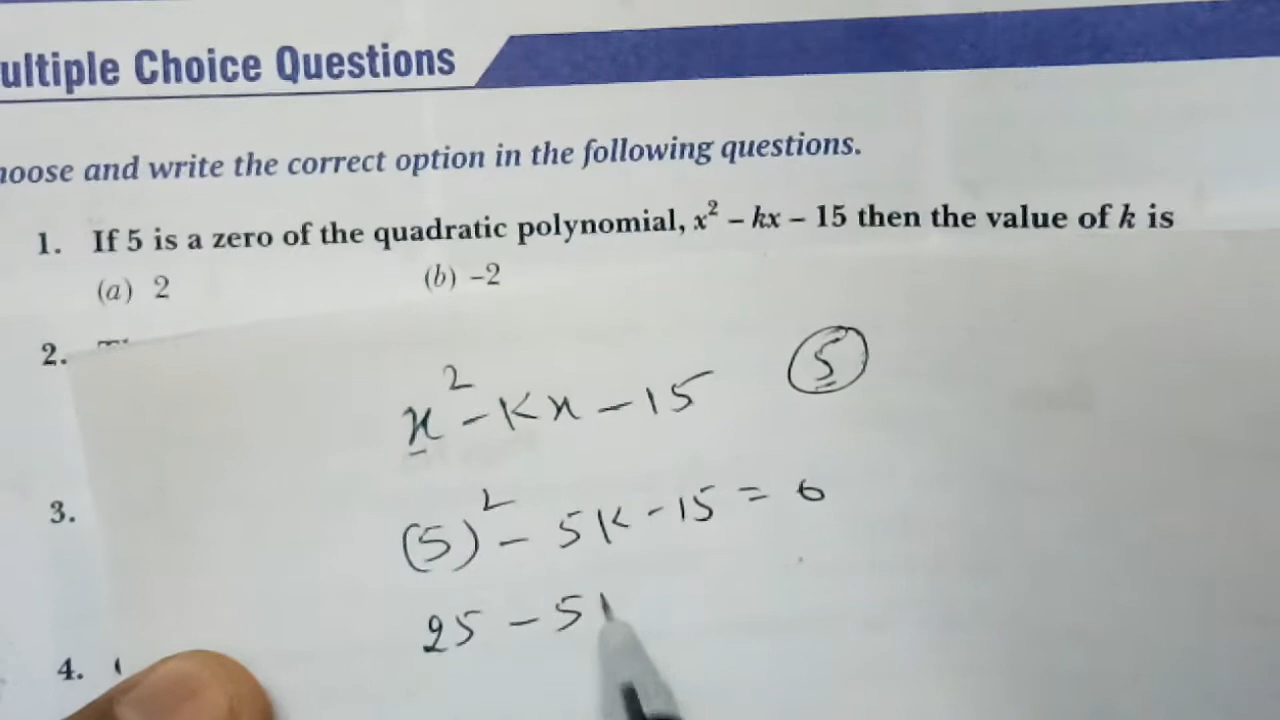 ultiple Choice Questions
hoose and write the correct option in the following questions.
1. If 5 is a zero of the quadratic polynomial, x² – kx – 15 then the value of k is
(a) 2 (b) –2
2.
x² - Kx - 15 5
(5)² - 5K - 15 = 0
3.
25 - 5
4.